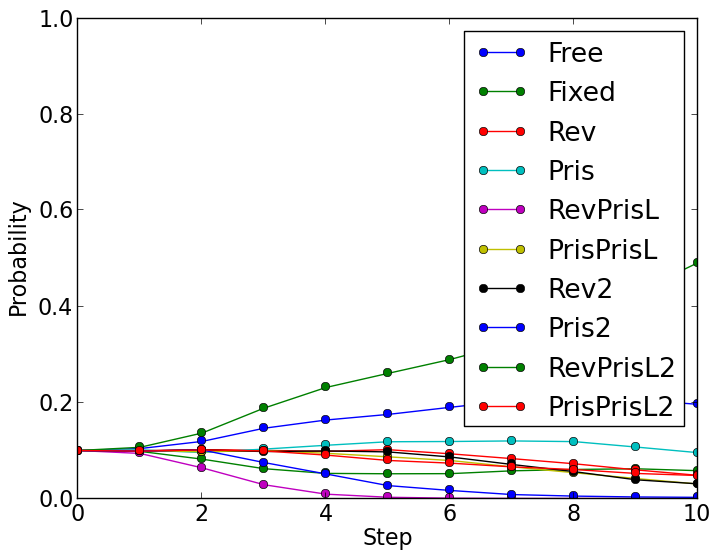 1.0
0.8
0.6
0.4
0.2
0.0
Probability
0 2 4 6 8 10
Step
Free
Fixed
Rev
Pris
RevPrisL
PrisPrisL
Rev2
Pris2
RevPrisL2
PrisPrisL2